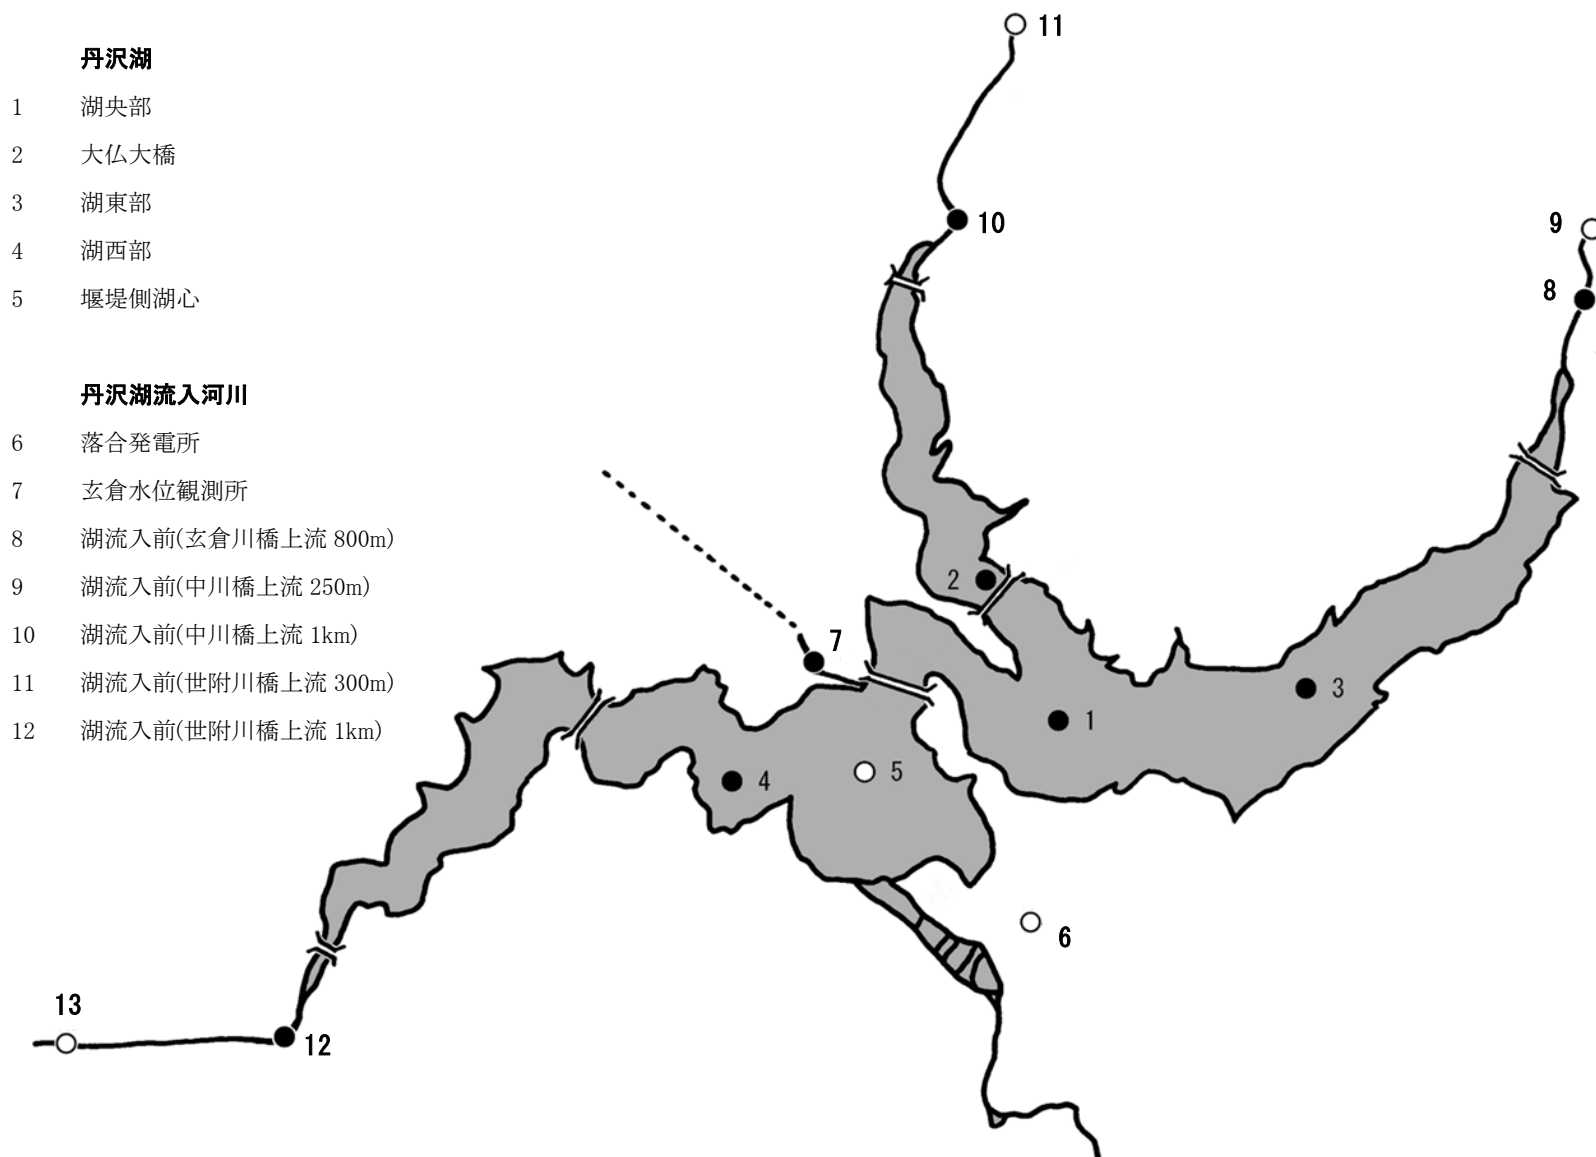 丹沢湖
1 湖央部
2 大仏大橋
3 湖東部
4 湖西部
5 堰堤側湖心
丹沢湖流入河川
6 落合発電所
7 玄倉水位観測所
8 湖流入前(玄倉川橋上流 800m)
9 湖流入前(中川橋上流 250m)
10 湖流入前(中川橋上流 1km)
11 湖流入前(世附川橋上流 300m)
12 湖流入前(世附川橋上流 1km)
11
10
9
8
2
7
3
1
4
5
6
13
12